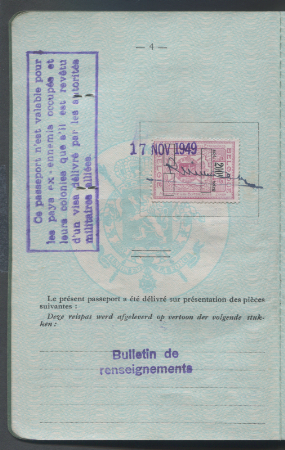 — 4 —
Ce passeport n'est valable pour
les pays ex-ennemis occupés et
leurs colonies que s'il est revêtu
d'un visa délivré par les autorités
militaires alliées.
17 NOV 1949
Le présent passeport a été délivré sur présentation des pièces
suivantes :
Deze reispas werd afgeleverd op vertoon der volgende stuk-
ken :
Bulletin de
renseignements